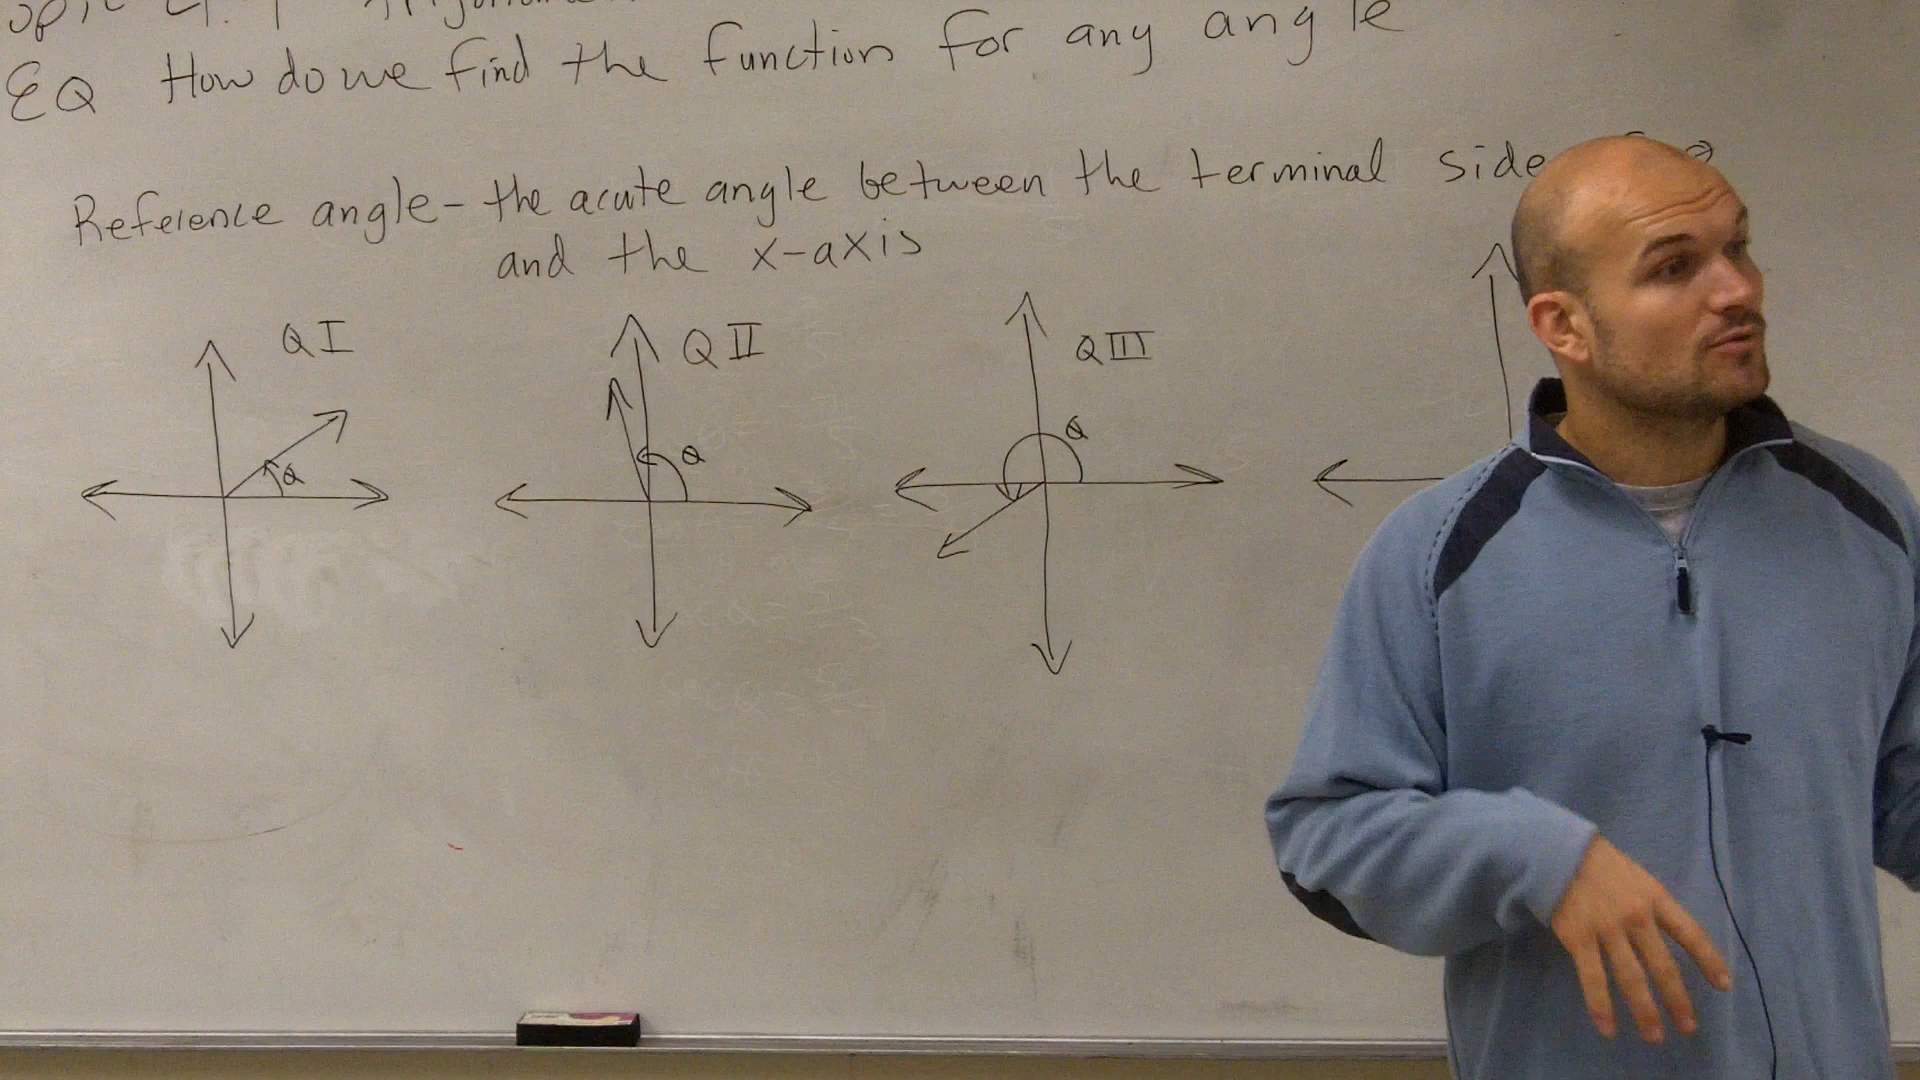 EQ How do we find the function for any angle
Reference angle - the acute angle between the terminal side
and the x-axis
Q I
Q II
Q III
θ
θ
θ